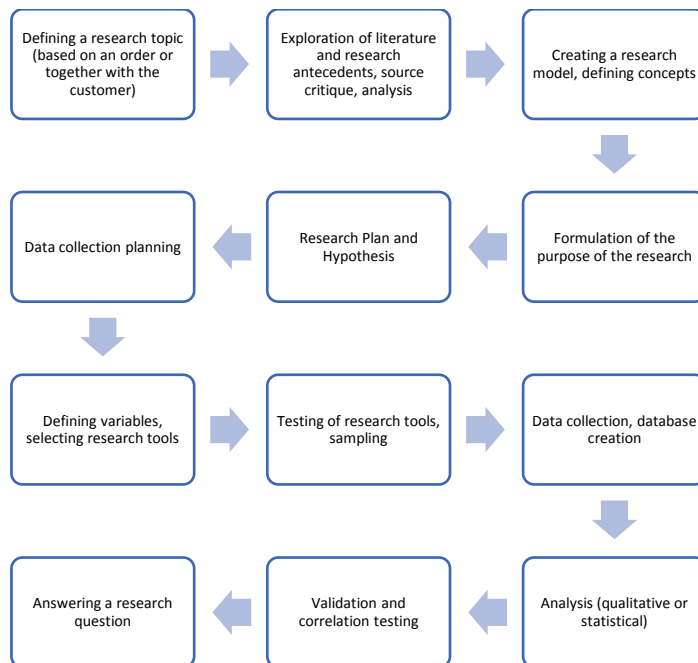 Defining a research topic
(based on an order or
together with the
customer)
Exploration of literature
and research
antecedents, source
critique, analysis
Creating a research
model, defining concepts
Formulation of the
purpose of the research
Research Plan and
Hypothesis
Data collection planning
Defining variables,
selecting research tools
Testing of research tools,
sampling
Data collection, database
creation
Analysis (qualitative or
statistical)
Validation and
correlation testing
Answering a research
question